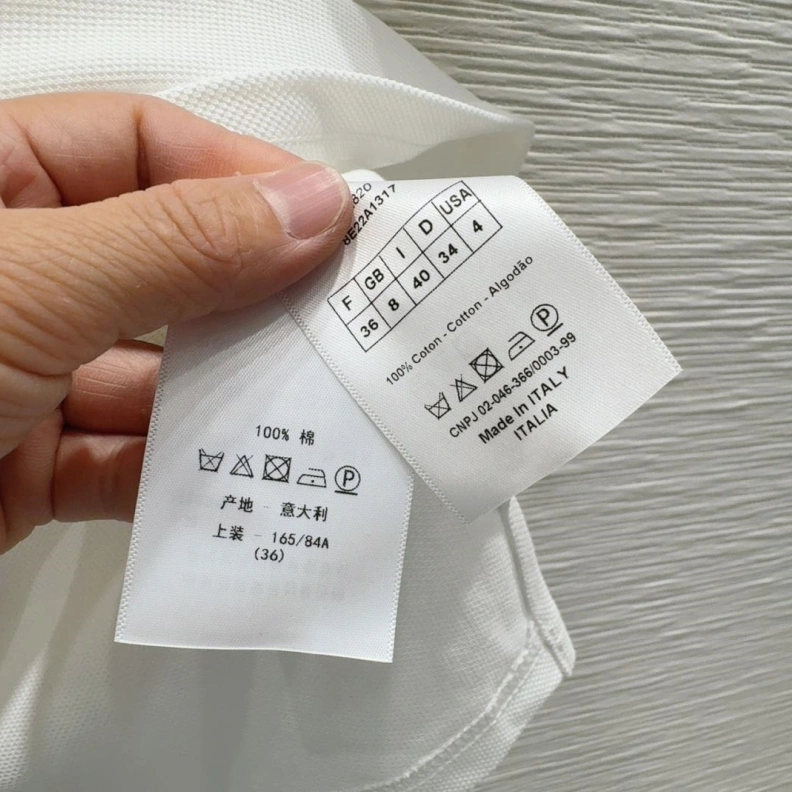 820
8E22A1317
F GB I D USA
36 8 40 34 4
100% Coton - Cotton - Algodão
P
CNPJ 02-046-366/0003-99
Made in ITALY
ITALIA
100% 棉
P
产地 - 意大利
上装 - 165/84A
(36)